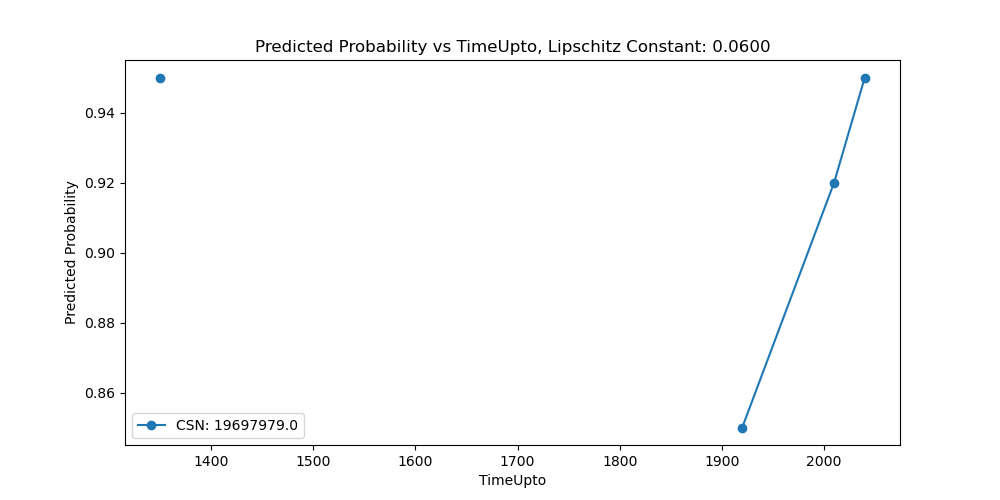 Predicted Probability vs TimeUpto, Lipschitz Constant: 0.0600
Predicted Probability
0.94
0.92
0.90
0.88
0.86
CSN: 19697979.0
1400 1500 1600 1700 1800 1900 2000
TimeUpto